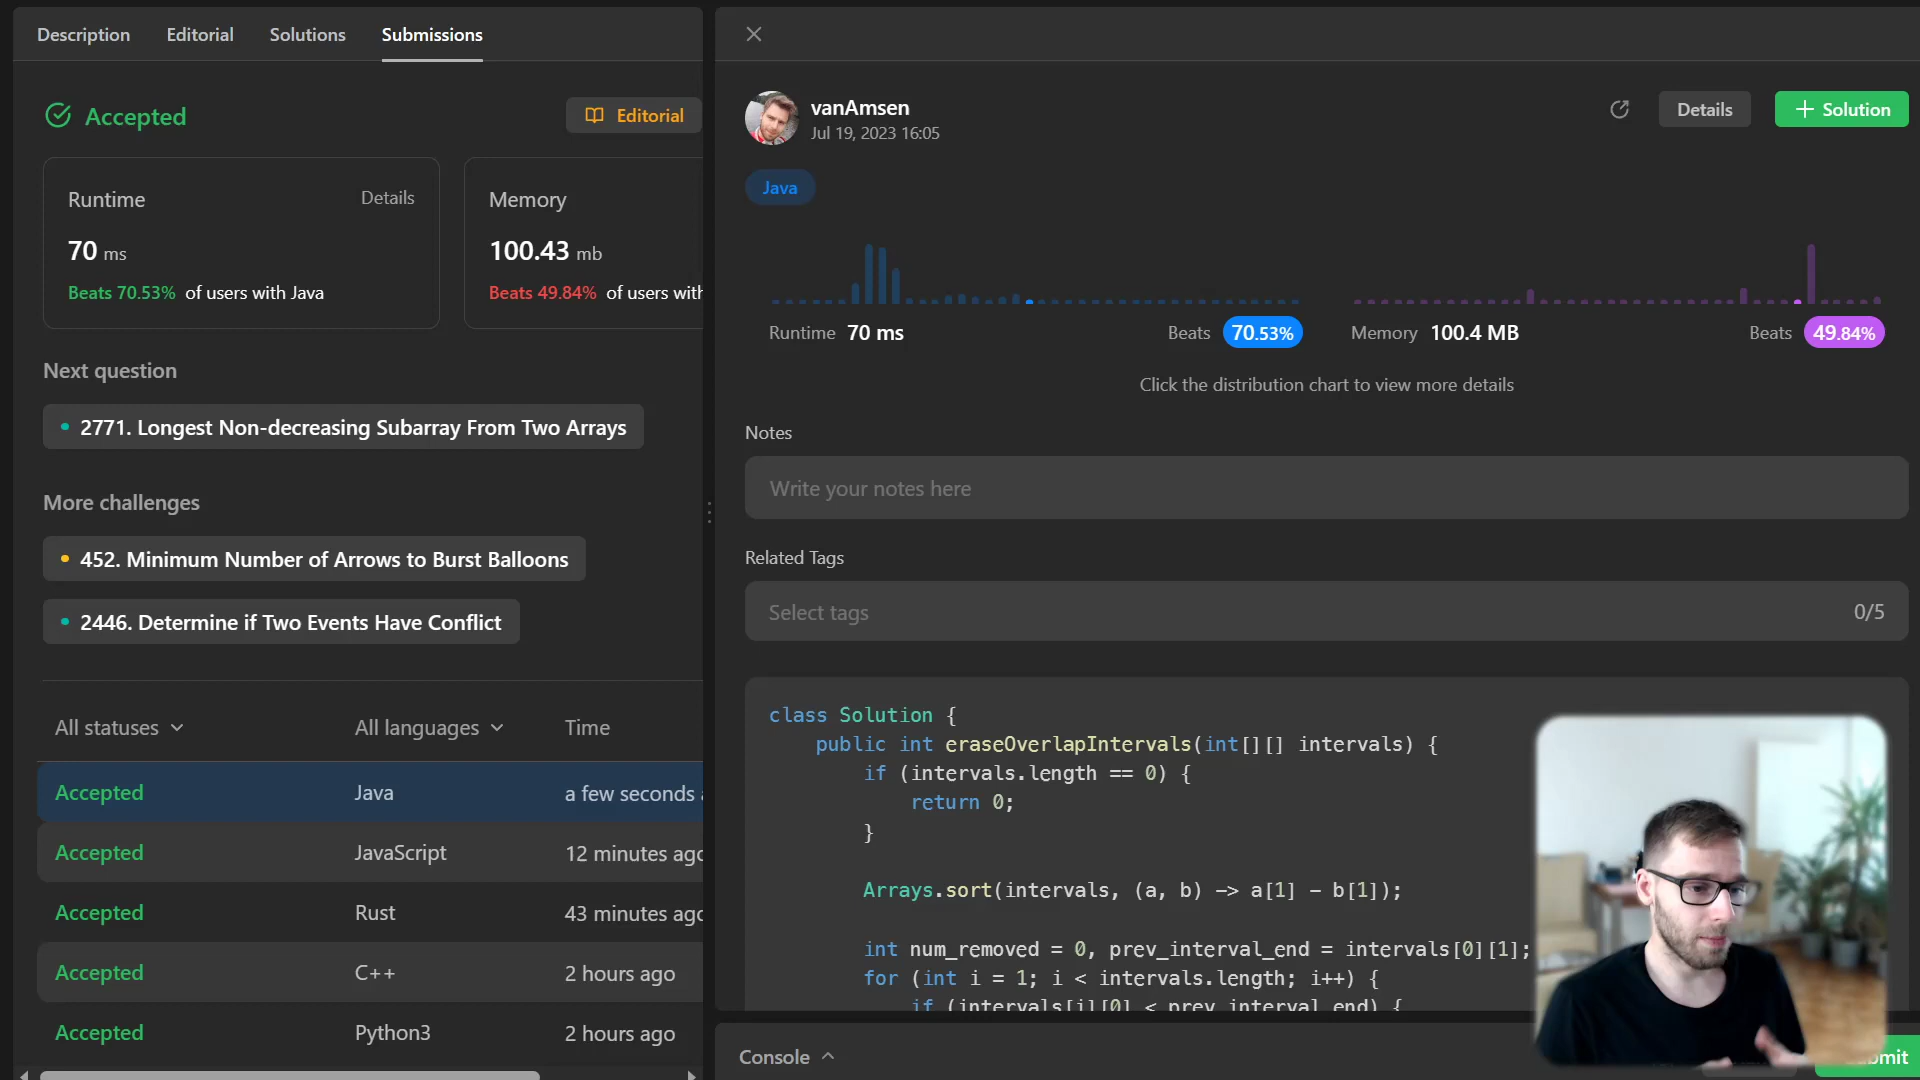 Description Editorial Solutions Submissions
Accepted
Editorial
Runtime Details
70 ms
Beats 70.53% of users with Java
Memory
100.43 mb
Beats 49.84% of users with
Next question
2771. Longest Non-decreasing Subarray From Two Arrays
More challenges
452. Minimum Number of Arrows to Burst Balloons
2446. Determine if Two Events Have Conflict
All statuses All languages Time
Accepted Java a few seconds
Accepted JavaScript 12 minutes ago
Accepted Rust 43 minutes ago
Accepted C++ 2 hours ago
Accepted Python3 2 hours ago
vanAmsen
Jul 19, 2023 16:05
Details
+ Solution
Java
Runtime 70 ms Beats 70.53%
Memory 100.4 MB Beats 49.84%
Click the distribution chart to view more details
Notes
Write your notes here
Related Tags
Select tags 0/5
class Solution {
public int eraseOverlapIntervals(int[][] intervals) {
if (intervals.length == 0) {
return 0;
}
Arrays.sort(intervals, (a, b) -> a[1] - b[1]);
int num_removed = 0, prev_interval_end = intervals[0][1];
for (int i = 1; i < intervals.length; i++) {
if (intervals[i][0] < prev_interval_end) {
Console